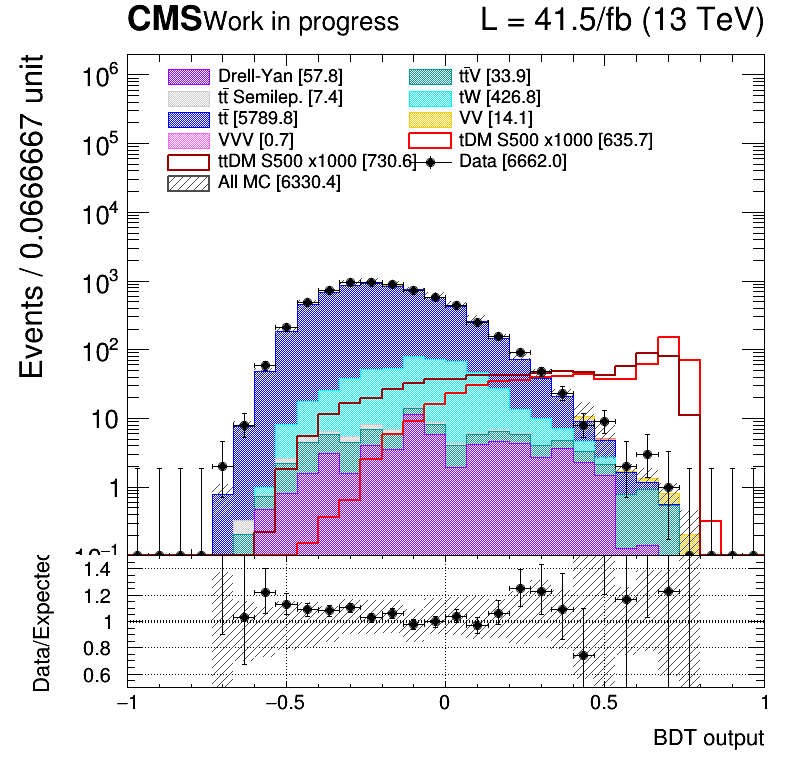 CMS Work in progress L = 41.5/fb (13 TeV)
Events / 0.0666667 unit
Drell-Yan [57.8] tt̄V [33.9]
tt̄ Semilep. [7.4] tW [426.8]
tt̄ [5789.8] VV [14.1]
VVV [0.7] tDM S500 x1000 [635.7]
ttDM S500 x1000 [730.6] Data [6662.0]
All MC [6330.4]
10⁶
10⁵
10⁴
10³
10²
10
1
10⁻¹
Data/Expected
1.4
1.2
1
0.8
0.6
−1 −0.5 0 0.5 1
BDT output